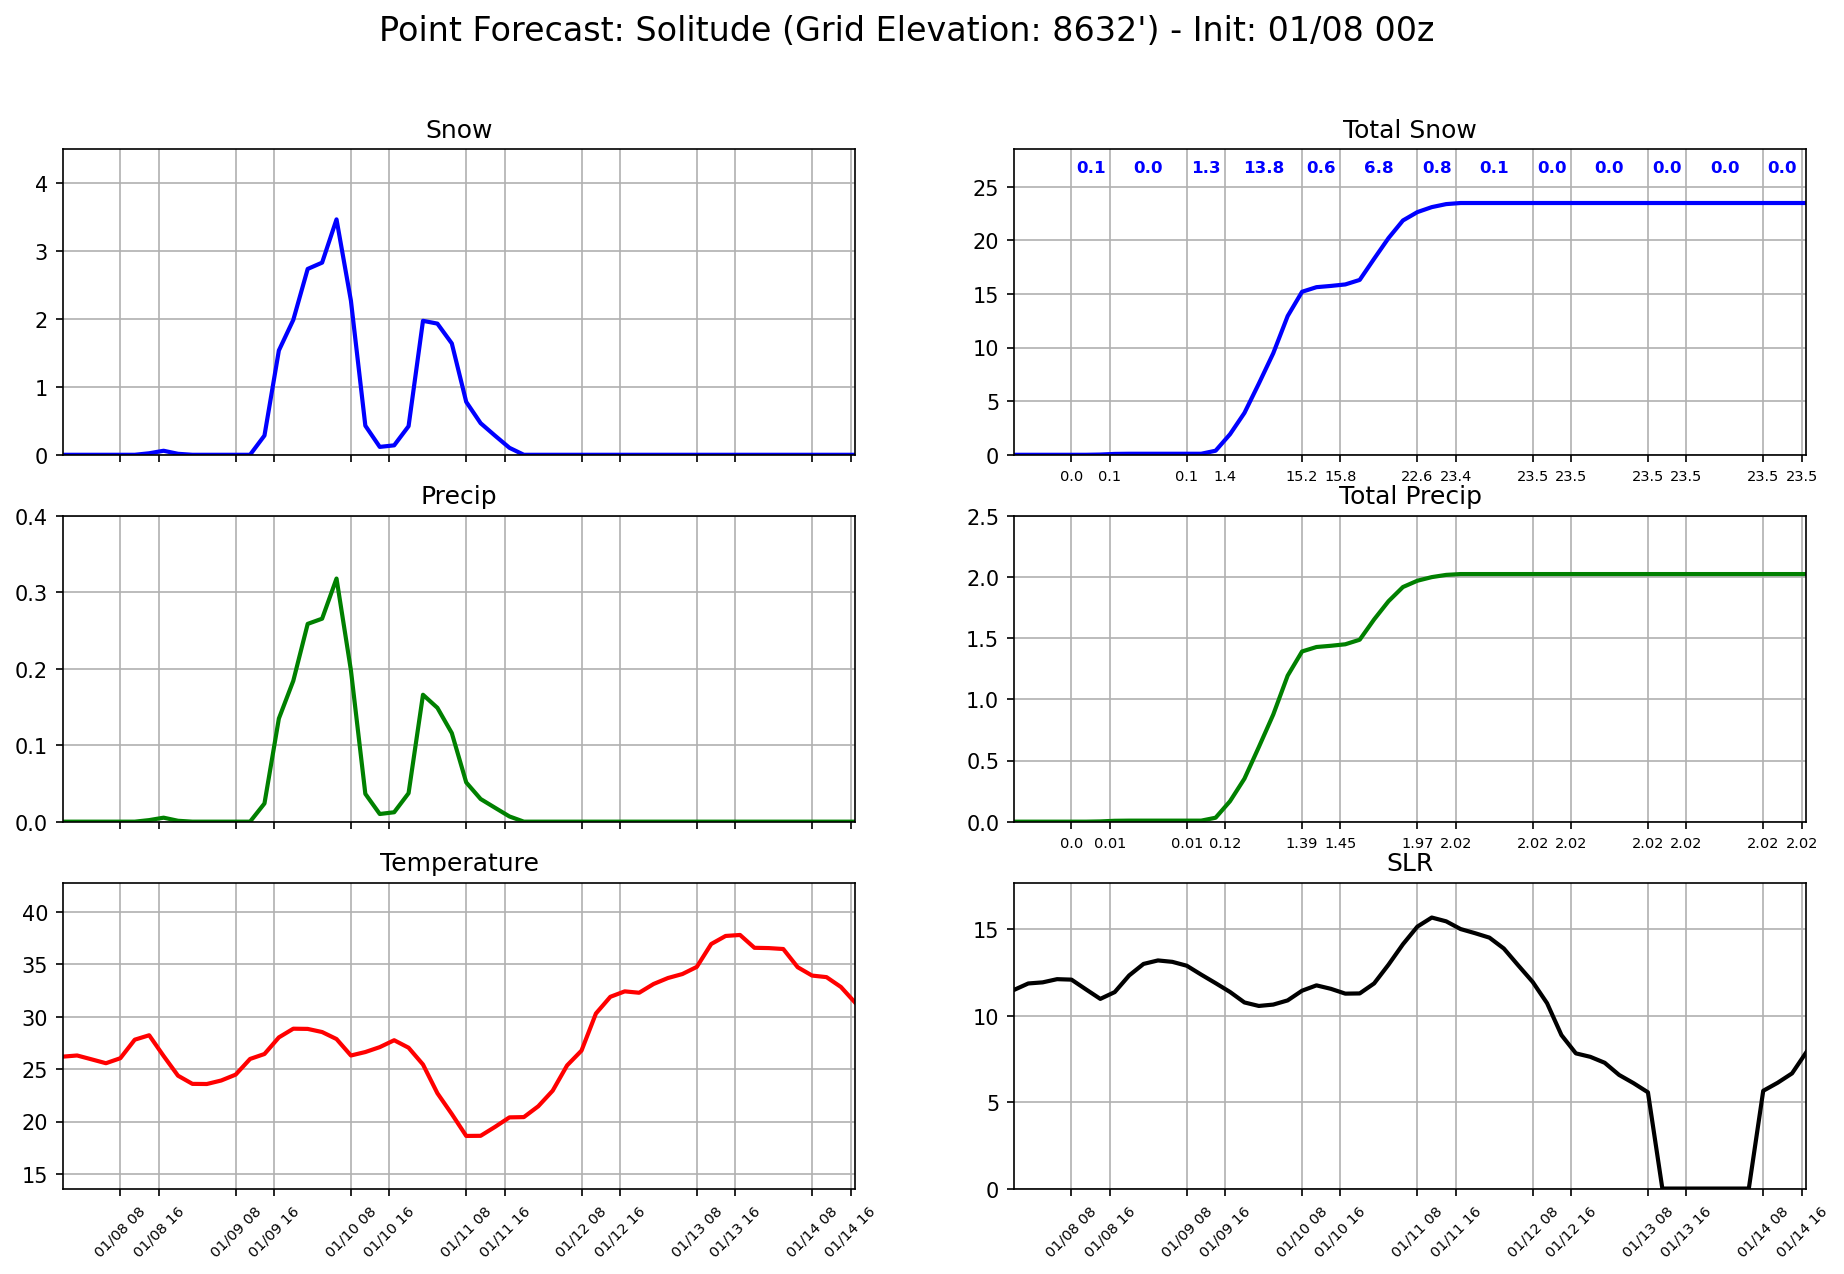 Point Forecast: Solitude (Grid Elevation: 8632') - Init: 01/08 00z
Snow
4
3
2
1
0
Total Snow
0.1 0.0 1.3 13.8 0.6 6.8 0.8 0.1 0.0 0.0 0.0 0.0 0.0
25
20
15
10
5
0
0.0 0.1 0.1 1.4 15.2 15.8 22.6 23.4 23.5 23.5 23.5 23.5 23.5 23.5
Precip
0.4
0.3
0.2
0.1
0.0
Total Precip
2.5
2.0
1.5
1.0
0.5
0.0
0.0 0.01 0.01 0.12 1.39 1.45 1.97 2.02 2.02 2.02 2.02 2.02 2.02 2.02
Temperature
40
35
30
25
20
15
01/08 08 01/08 16 01/09 08 01/09 16 01/10 08 01/10 16 01/11 08 01/11 16 01/12 08 01/12 16 01/13 08 01/13 16 01/14 08 01/14 16
SLR
15
10
5
0
01/08 08 01/08 16 01/09 08 01/09 16 01/10 08 01/10 16 01/11 08 01/11 16 01/12 08 01/12 16 01/13 08 01/13 16 01/14 08 01/14 16